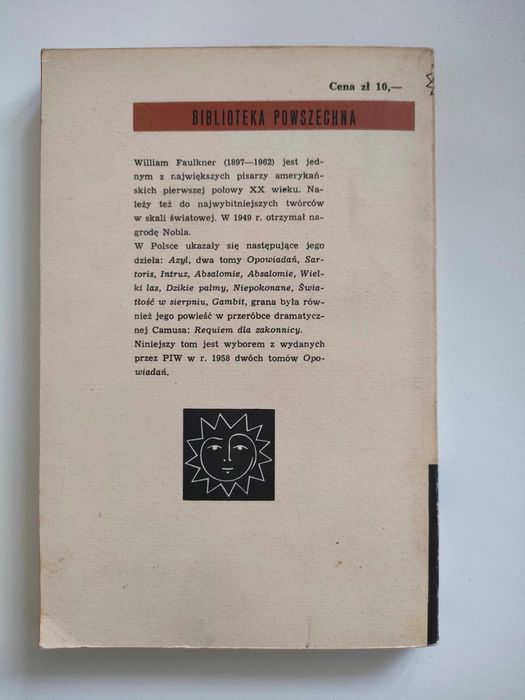 Cena zł 10,—
BIBLIOTEKA POWSZECHNA
William Faulkner (1897—1962) jest jed-
nym z największych pisarzy amerykań-
skich pierwszej połowy XX wieku. Na-
leży też do najwybitniejszych twórców
w skali światowej. W 1949 r. otrzymał na-
grodę Nobla.
W Polsce ukazały się następujące jego
dzieła: Azyl, dwa tomy Opowiadań, Sar-
toris, Intruz, Absalomie, Absalomie, Wiel-
ki las, Dzikie palmy, Niepokonane, Świa-
tłość w sierpniu, Gambit, grana była rów-
nież jego powieść w przeróbce dramatycz-
nej Camusa: Requiem dla zakonnicy.
Niniejszy tom jest wyborem z wydanych
przez PIW w r. 1958 dwóch tomów Opo-
wiadań.